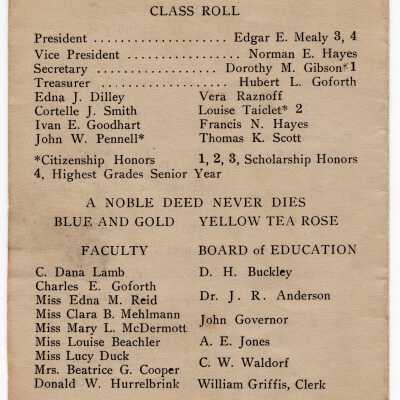 CLASS ROLL
President .................... Edgar E. Mealy 3, 4
Vice President ................. Norman E. Hayes
Secretary .................. Dorothy M. Gibson*1
Treasurer .................... Hubert L. Goforth
Edna J. Dilley Vera Raznoff
Cortelle J. Smith Louise Taiclet* 2
Ivan E. Goodhart Francis N. Hayes
John W. Pennell* Thomas K. Scott
*Citizenship Honors 1, 2, 3, Scholarship Honors
4, Highest Grades Senior Year
A NOBLE DEED NEVER DIES
BLUE AND GOLD YELLOW TEA ROSE
FACULTY
C. Dana Lamb
Charles E. Goforth
Miss Edna M. Reid
Miss Clara B. Mehlmann
Miss Mary L. McDermott
Miss Louise Beachler
Miss Lucy Duck
Mrs. Beatrice G. Cooper
Donald W. Hurrelbrink
BOARD of EDUCATION
D. H. Buckley
Dr. J. R. Anderson
John Governor
A. E. Jones
C. W. Waldorf
William Griffis, Clerk